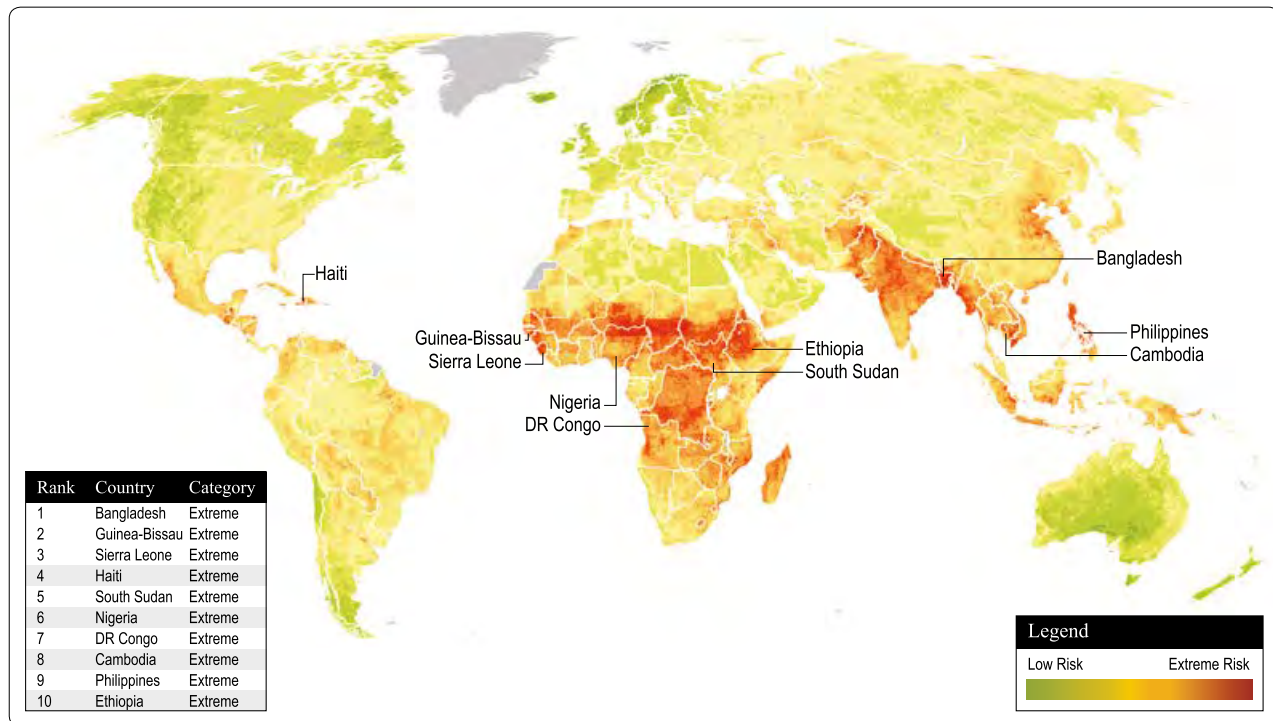 Haiti
Bangladesh
Guinea-Bissau
Sierra Leone
Philippines
Cambodia
Ethiopia
South Sudan
Nigeria
DR Congo
Rank Country Category
1 Bangladesh Extreme
2 Guinea-Bissau Extreme
3 Sierra Leone Extreme
4 Haiti Extreme
5 South Sudan Extreme
6 Nigeria Extreme
7 DR Congo Extreme
8 Cambodia Extreme
9 Philippines Extreme
10 Ethiopia Extreme
Legend
Low Risk Extreme Risk